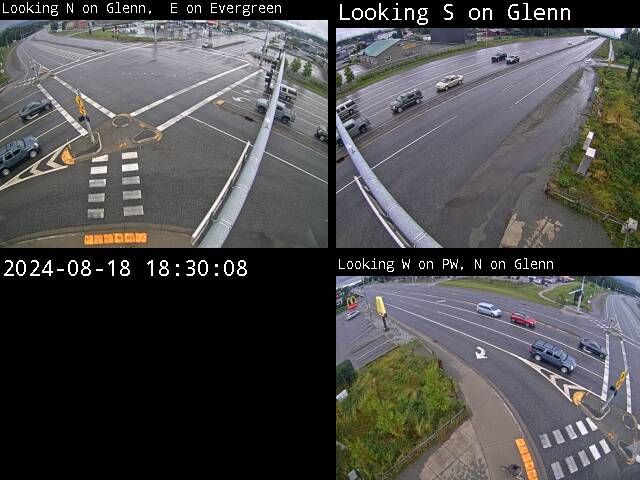 Looking N on Glenn,  E on Evergreen
Looking S on Glenn
2024-08-18 18:30:08
Looking W on PW, N on Glenn